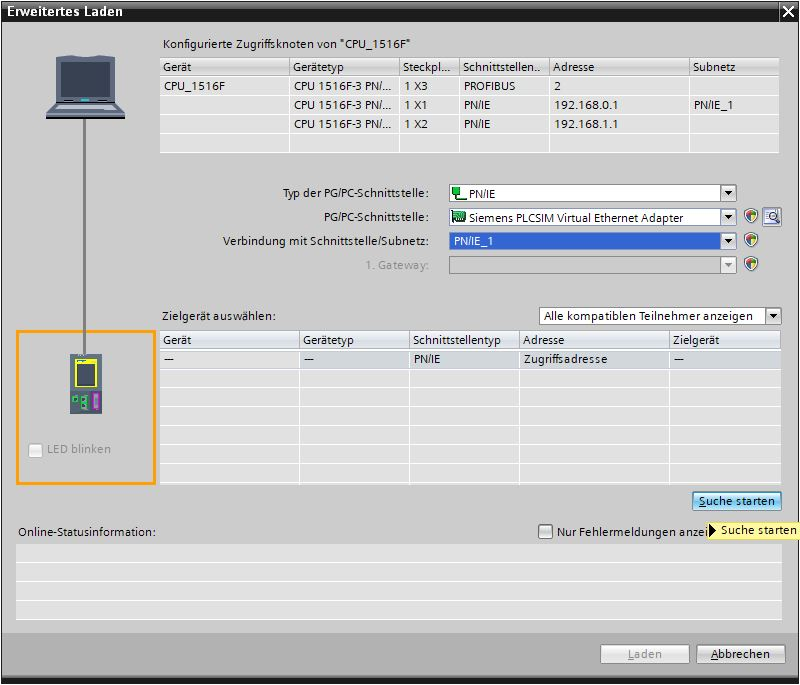 Erweitertes Laden
Konfigurierte Zugriffsknoten von "CPU_1516F"
Gerät Gerätetyp Steckpl... Schnittstellen... Adresse Subnetz
CPU_1516F CPU 1516F-3 PN/... 1 X3 PROFIBUS 2
CPU 1516F-3 PN/... 1 X1 PN/IE 192.168.0.1 PN/IE_1
CPU 1516F-3 PN/... 1 X2 PN/IE 192.168.1.1
Typ der PG/PC-Schnittstelle: PN/IE
PG/PC-Schnittstelle: Siemens PLCSIM Virtual Ethernet Adapter
Verbindung mit Schnittstelle/Subnetz: PN/IE_1
1. Gateway:
Zielgerät auswählen: Alle kompatiblen Teilnehmer anzeigen
Gerät Gerätetyp Schnittstellentyp Adresse Zielgerät
— — PN/IE Zugriffsadresse —
LED blinken
Suche starten
Online-Statusinformation: Nur Fehlermeldungen anzei
Suche starten
Laden Abbrechen